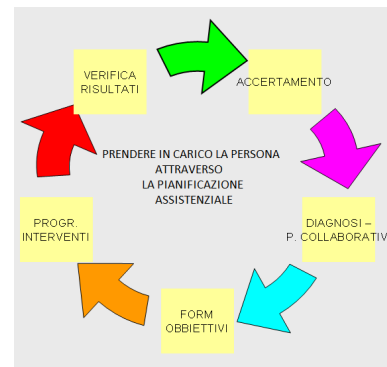 VERIFICA
RISULTATI
ACCERTAMENTO
PRENDERE IN CARICO LA PERSONA
ATTRAVERSO
LA PIANIFICAZIONE
ASSISTENZIALE
PROGR.
INTERVENTI
DIAGNOSI –
P. COLLABORATIV
FORM
OBBIETTIVI